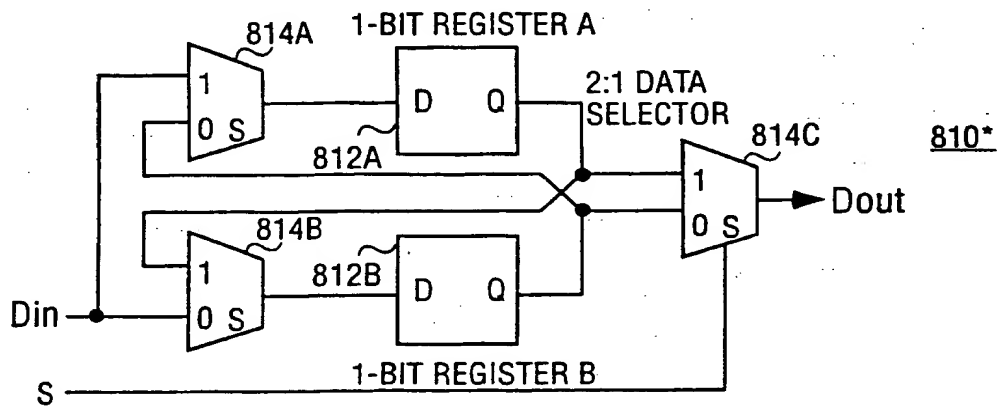 1-BIT REGISTER A
814A
1
0 S
D Q
812A
2:1 DATA
SELECTOR
814C
1
0 S
Dout
810*
814B
1
0 S
812B
D Q
Din
1-BIT REGISTER B
S